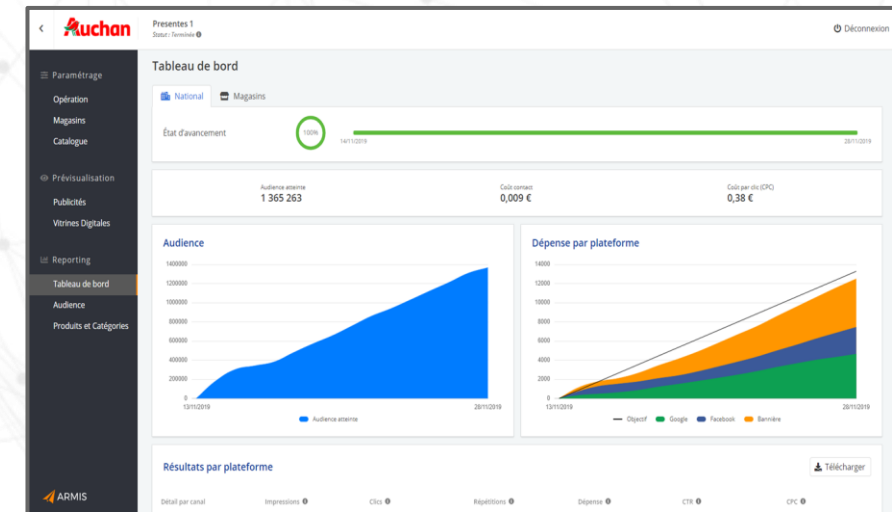 Auchan
Presentes 1
Statut : Terminée
Déconnexion
Paramétrage
Opération
Magasins
Catalogue
Prévisualisation
Publicités
Vitrines Digitales
Reporting
Tableau de bord
Audience
Produits et Catégories
ARMIS
Tableau de bord
National Magasins
État d'avancement
100%
14/11/2019 28/11/2019
Audience atteinte
1 365 263
Coût contact
0,009 €
Coût par clic (CPC)
0,38 €
Audience
1400000
1200000
1000000
800000
600000
400000
200000
0
13/11/2019 28/11/2019
Audience atteinte
Dépense par plateforme
14000
12000
10000
8000
6000
4000
2000
0
13/11/2019 28/11/2019
Objectif Google Facebook Bannière
Résultats par plateforme
Télécharger
Détail par canal Impressions Clics Répétitions Dépense CTR CPC